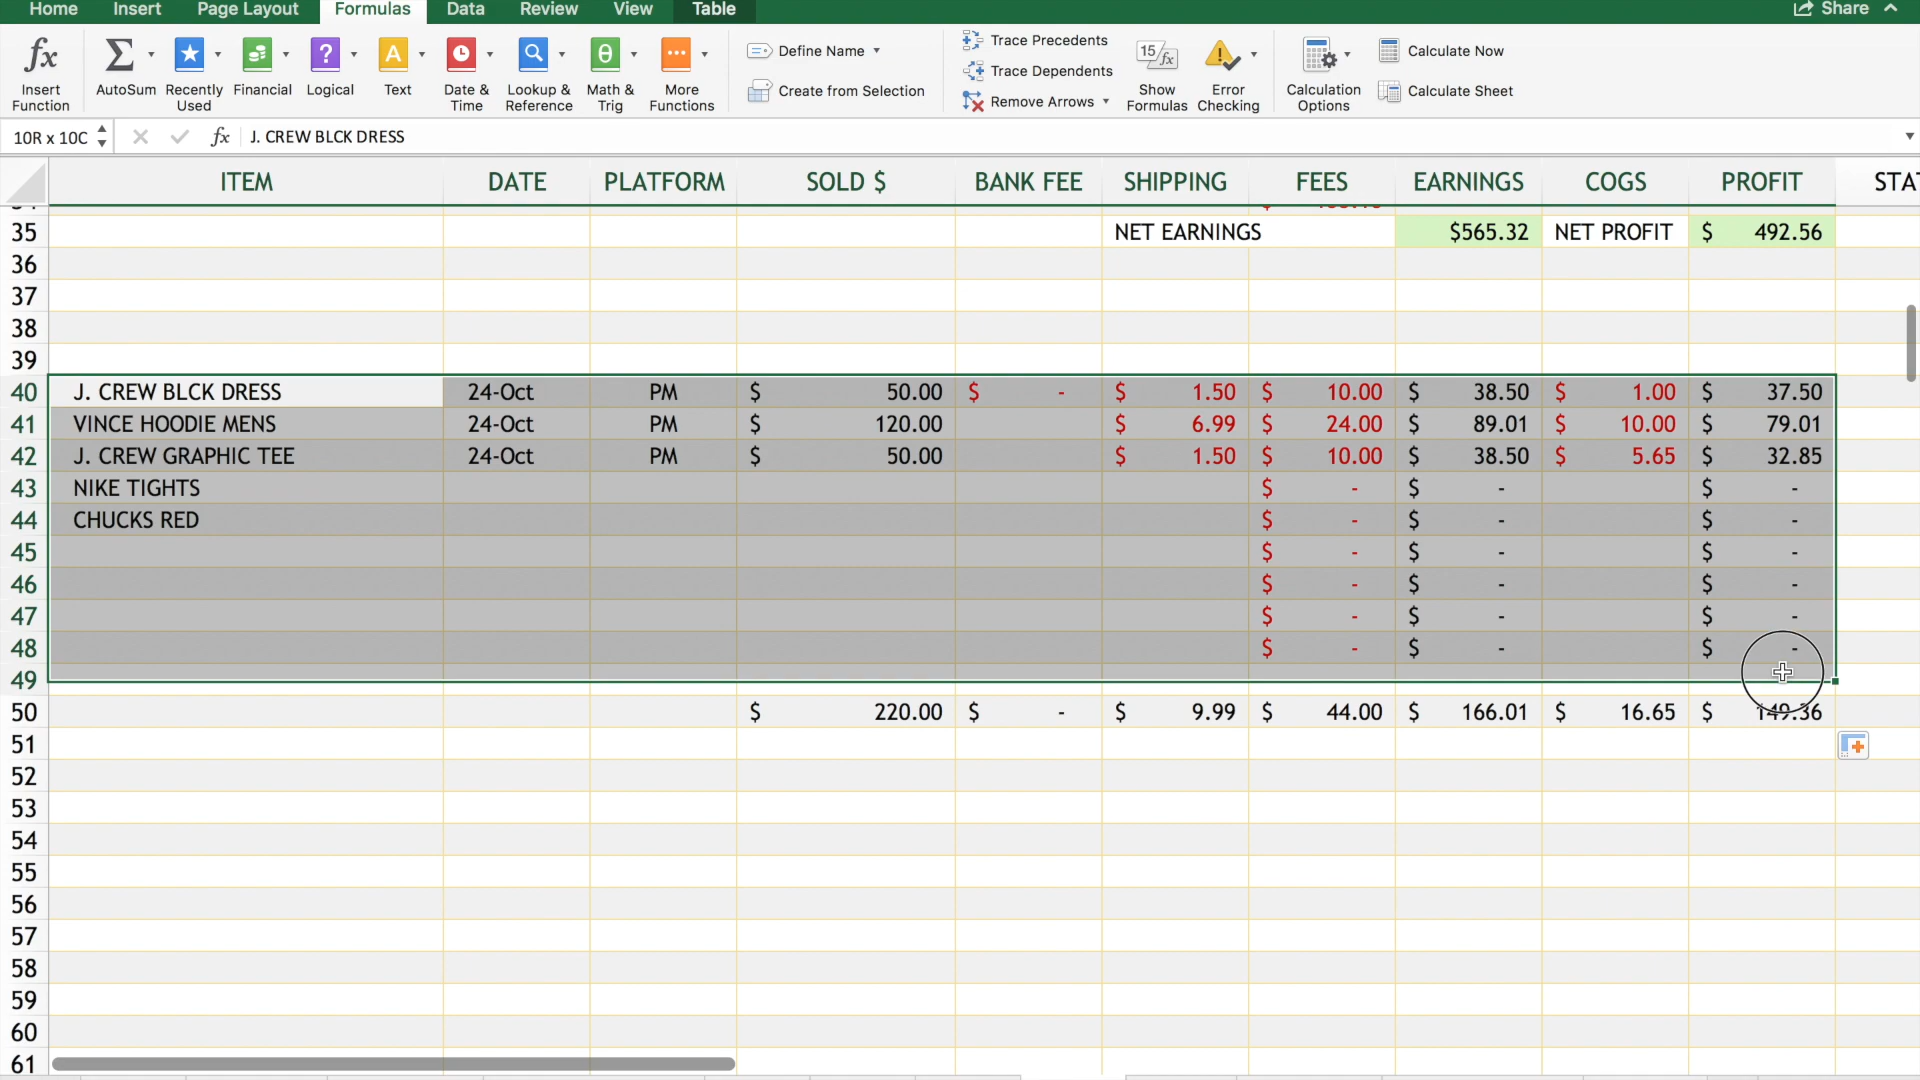 Home Insert Page Layout Formulas Data Review View Table Share
Insert Function AutoSum Recently Used Financial Logical Text Date & Time Lookup & Reference Math & Trig More Functions Define Name Create from Selection Trace Precedents Trace Dependents Remove Arrows Show Formulas Error Checking Calculation Options Calculate Now Calculate Sheet
10R x 10C fx J. CREW BLCK DRESS
ITEM DATE PLATFORM SOLD $ BANK FEE SHIPPING FEES EARNINGS COGS PROFIT
35 NET EARNINGS $565.32 NET PROFIT $ 492.56
36
37
38
39
40 J. CREW BLCK DRESS 24-Oct PM $ 50.00 $ - $ 1.50 $ 10.00 $ 38.50 $ 1.00 $ 37.50
41 VINCE HOODIE MENS 24-Oct PM $ 120.00 $ 6.99 $ 24.00 $ 89.01 $ 10.00 $ 79.01
42 J. CREW GRAPHIC TEE 24-Oct PM $ 50.00 $ 1.50 $ 10.00 $ 38.50 $ 5.65 $ 32.85
43 NIKE TIGHTS $ - $ - $ -
44 CHUCKS RED $ - $ - $ -
45 $ - $ - $ -
46 $ - $ - $ -
47 $ - $ - $ -
48 $ - $ - $ -
49
50 $ 220.00 $ - $ 9.99 $ 44.00 $ 166.01 $ 16.65 $ 149.36
51
52
53
54
55
56
57
58
59
60
61